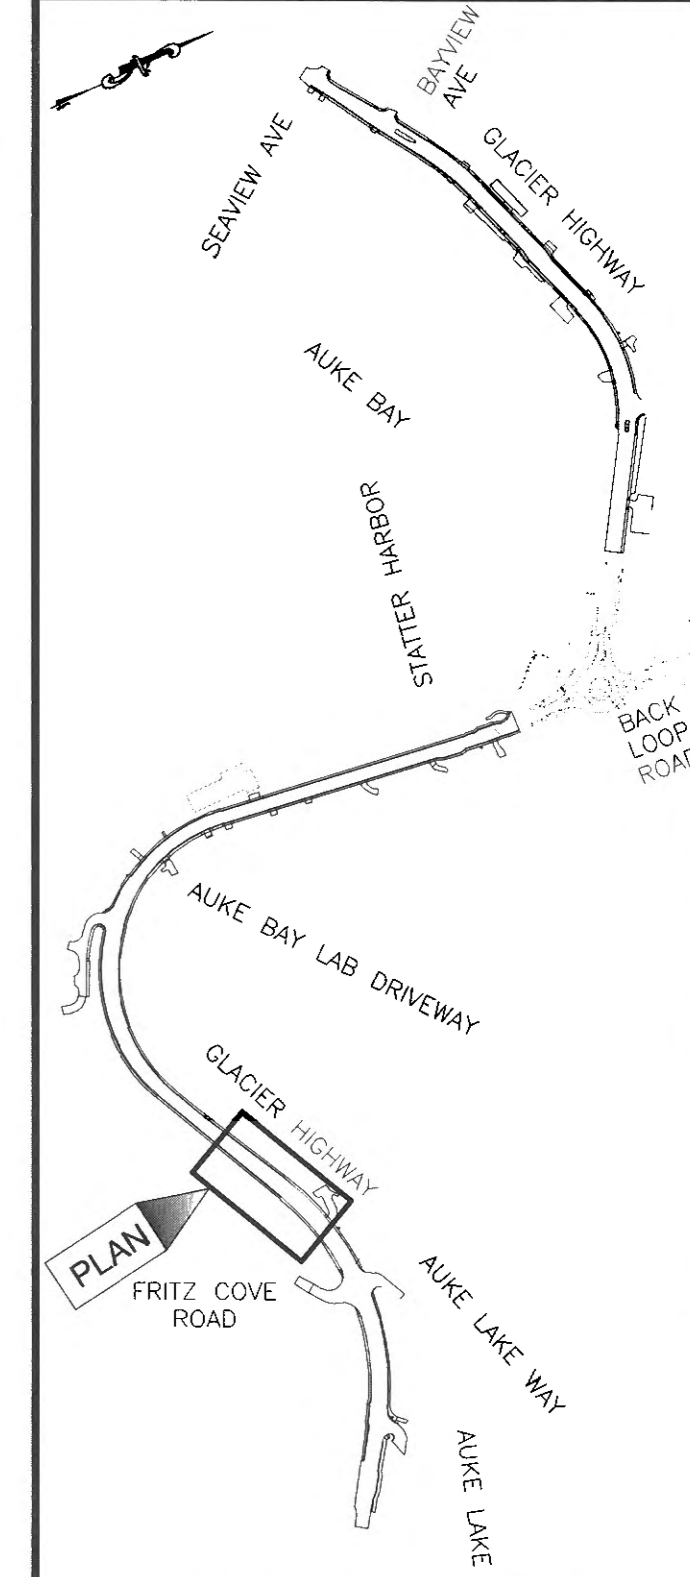 BAYVIEW
AVE
SEAVIEW AVE
GLACIER HIGHWAY
AUKE BAY
STATTER HARBOR
BACK
LOOP
ROAD
AUKE BAY LAB DRIVEWAY
GLACIER HIGHWAY
PLAN
FRITZ COVE
ROAD
AUKE LAKE WAY
AUKE LAKE